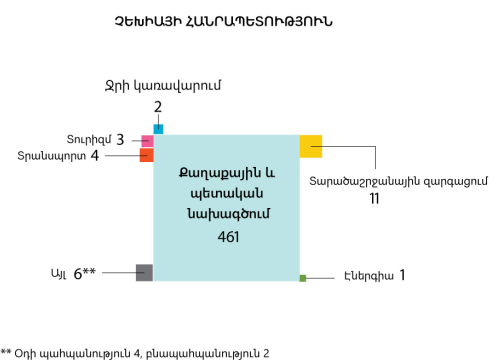 ՉԵԽԻԱՅԻ ՀԱՆՐԱՊԵՏՈՒԹՅՈՒՆ
Ջրի կառավարում
2
Տուրիզմ 3
Տրանսպորտ 4
Քաղաքային և
պետական
նախագծում
461
Տարածաշրջանային զարգացում
11
Այլ 6**
Էներգիա 1
** Օդի պահպանություն 4, բնապահպանություն 2